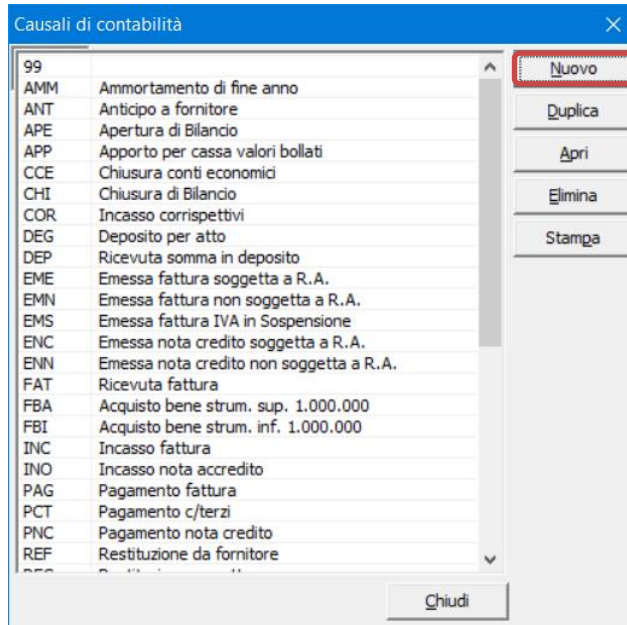 Causali di contabilità
99
AMM Ammortamento di fine anno
ANT Anticipo a fornitore
APE Apertura di Bilancio
APP Apporto per cassa valori bollati
CCE Chiusura conti economici
CHI Chiusura di Bilancio
COR Incasso corrispettivi
DEG Deposito per atto
DEP Ricevuta somma in deposito
EME Emessa fattura soggetta a R.A.
EMN Emessa fattura non soggetta a R.A.
EMS Emessa fattura IVA in Sospensione
ENC Emessa nota credito soggetta a R.A.
ENN Emessa nota credito non soggetta a R.A.
FAT Ricevuta fattura
FBA Acquisto bene strum. sup. 1.000.000
FBI Acquisto bene strum. inf. 1.000.000
INC Incasso fattura
INO Incasso nota accredito
PAG Pagamento fattura
PCT Pagamento c/terzi
PNC Pagamento nota credito
REF Restituzione da fornitore
Nuovo
Duplica
Apri
Elimina
Stampa
Chiudi